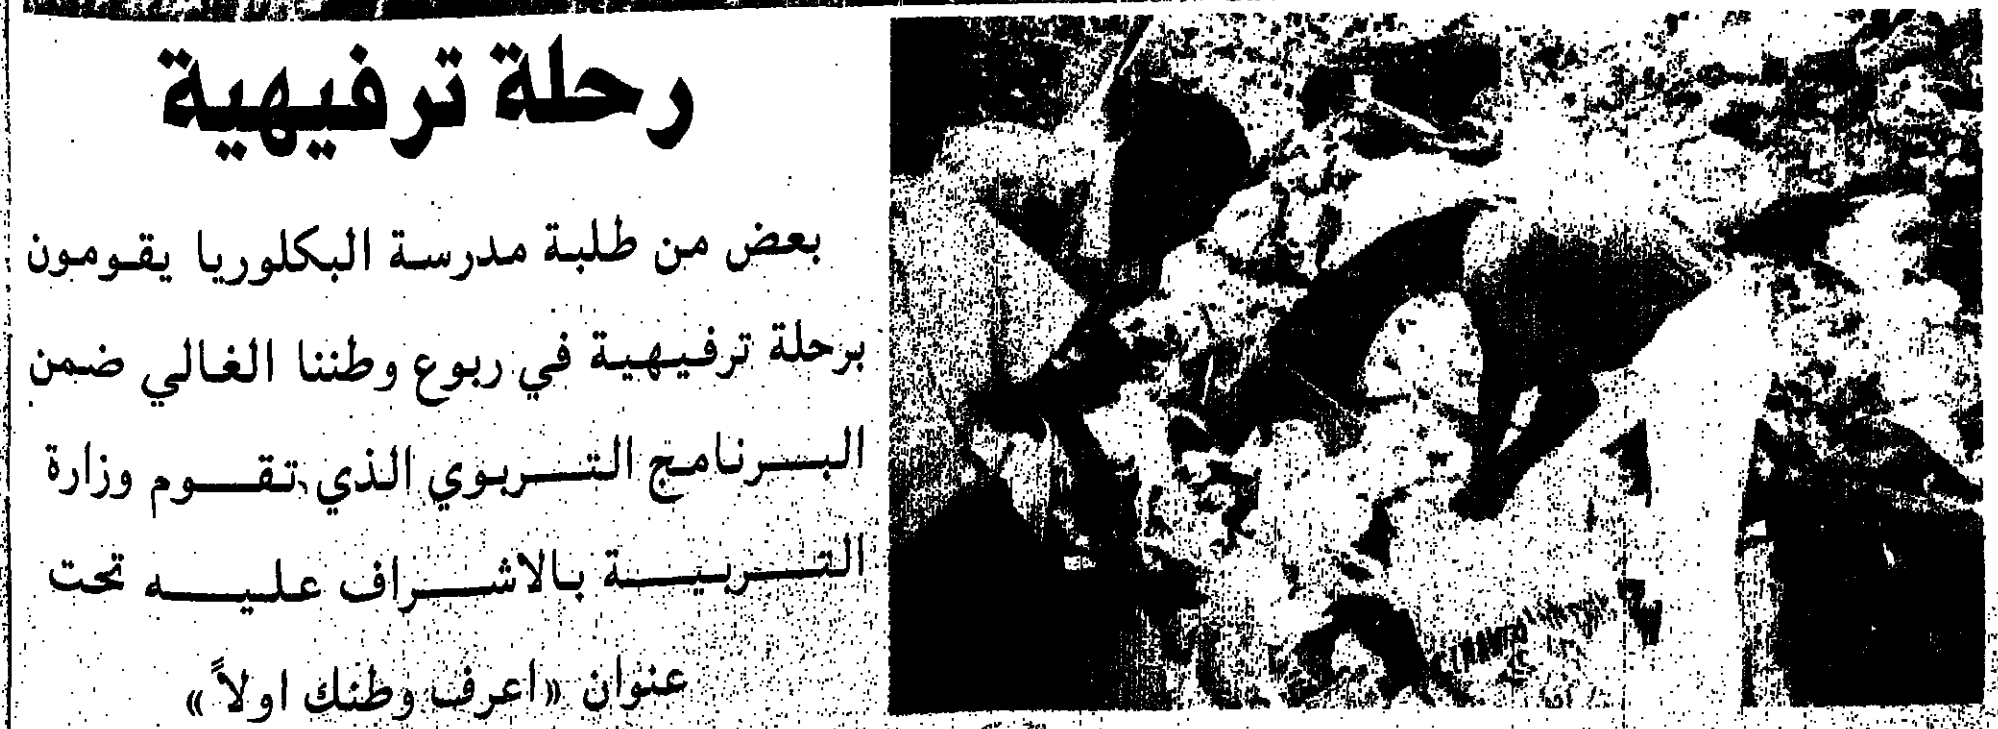 رحلة ترفيهية
بعض من طلبة مدرسة البكلوريا يقومون
برحلة ترفيهية في ربوع وطننا الغالي ضمن
البرنامج التربوي الذي تقوم وزارة
التربية بالاشراف عليه تحت
عنوان «اعرف وطنك اولاً»